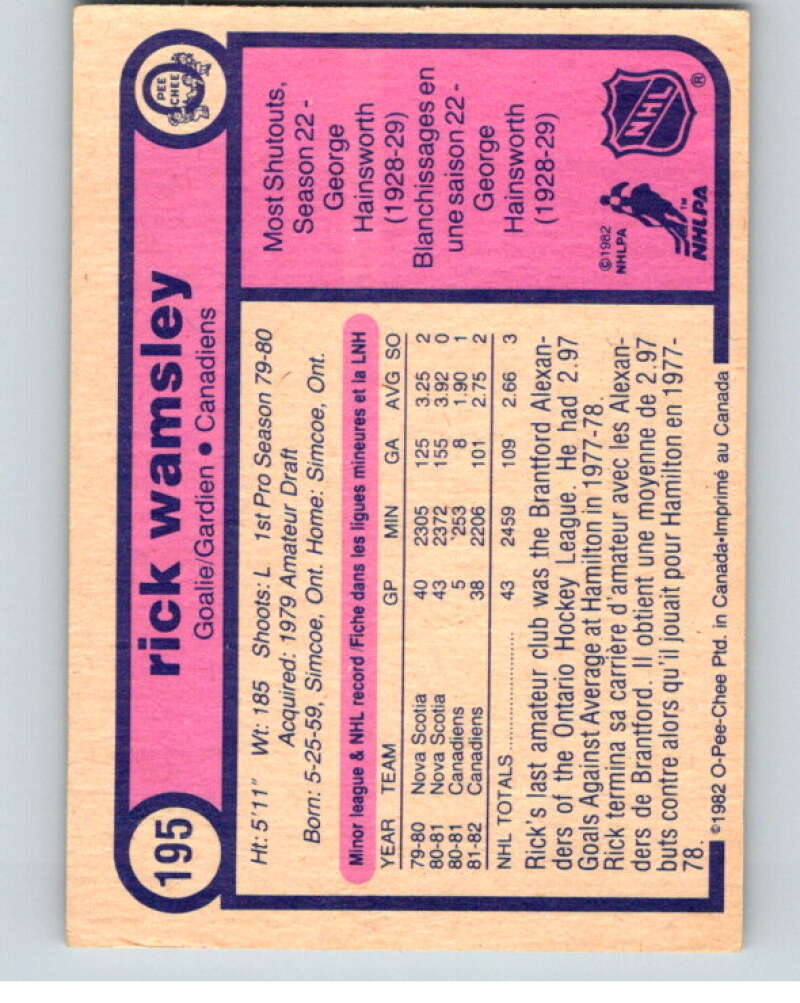 195
rick wamsley
Goalie/Gardien • Canadiens
O
PEE
CHEE
Ht: 5'11" Wt: 185 Shoots: L 1st Pro Season 79-80
Acquired: 1979 Amateur Draft
Born: 5-25-59, Simcoe, Ont. Home: Simcoe, Ont.
Minor league & NHL record/Fiche dans les ligues mineures et la LNH
YEAR TEAM GP MIN GA AVG SO
79-80 Nova Scotia 40 2305 125 3.25 2
80-81 Nova Scotia 43 2372 155 3.92 0
80-81 Canadiens 5 253 8 1.90 1
81-82 Canadiens 38 2206 101 2.75 2
NHL TOTALS .............. 43 2459 109 2.66 3
Rick's last amateur club was the Brantford Alexan-
ders of the Ontario Hockey League. He had 2.97
Goals Against Average at Hamilton in 1977-78.
Rick termina sa carrière d'amateur avec les Alexan-
ders de Brantford. Il obtient une moyenne de 2.97
buts contre alors qu'il jouait pour Hamilton en 1977-
78.
©1982 O-Pee-Chee Ptd. in Canada•Imprimé au Canada
Most Shutouts,
Season 22 -
George
Hainsworth
(1928-29)
Blanchissages en
une saison 22 -
George
Hainsworth
(1928-29)
©1982
NHLPA
NHLPA
TM
NHL
®